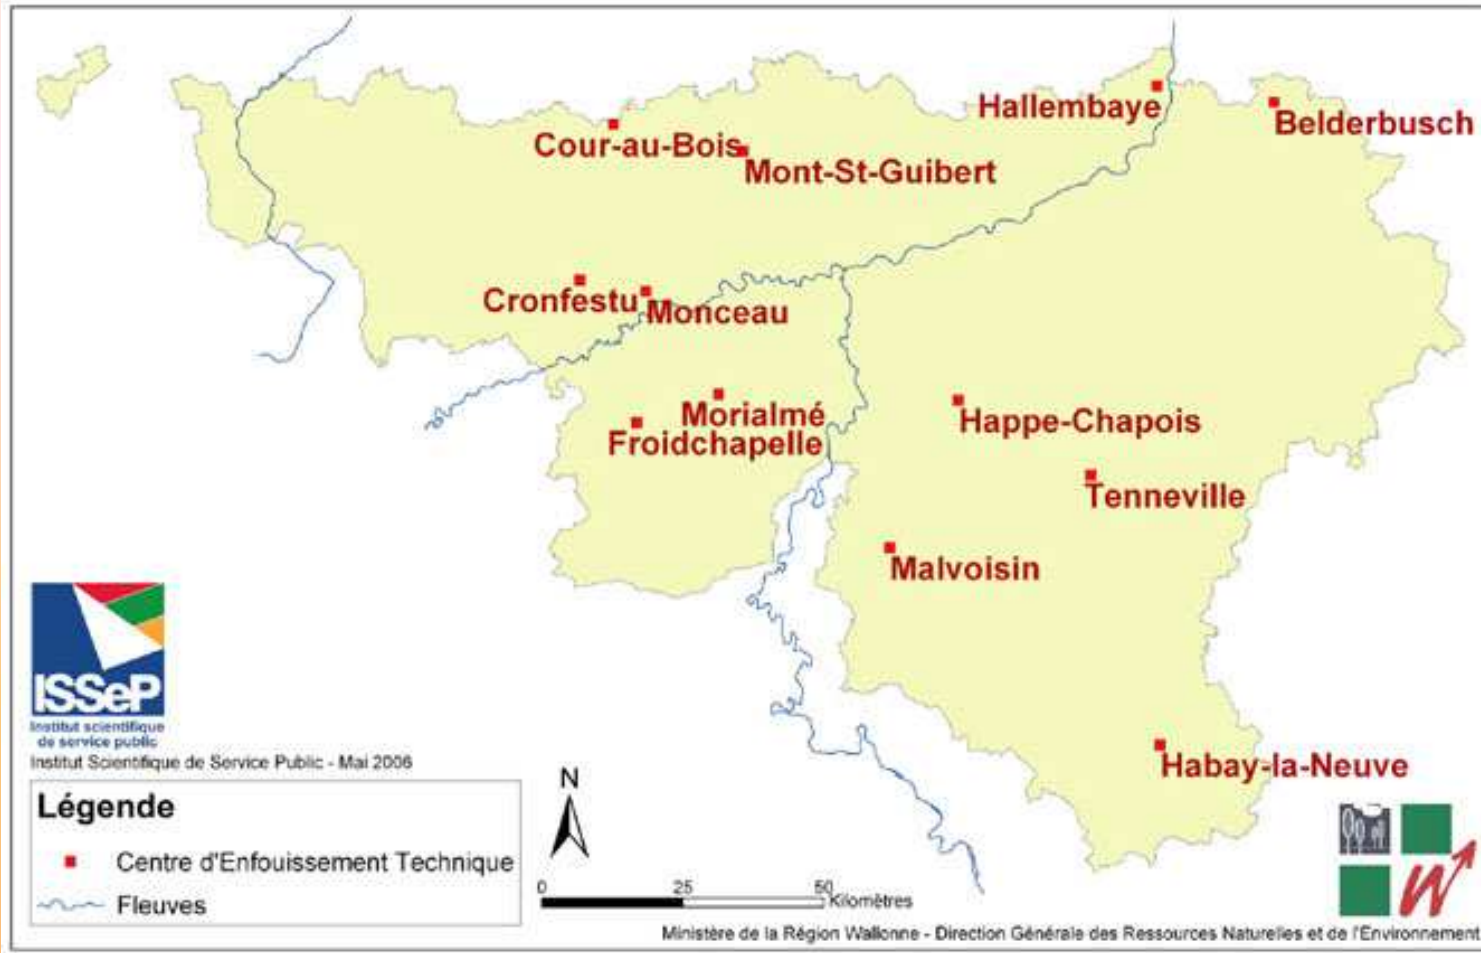 Hallembaye
Belderbusch
Cour-au-Bois
Mont-St-Guibert
Cronfestu
Monceau
Morialmé
Froidchapelle
Happe-Chapois
Tenneville
Malvoisin
Habay-la-Neuve
ISSeP
Institut scientifique
de service public
Institut Scientifique de Service Public - Mai 2006
Légende
Centre d'Enfouissement Technique
Fleuves
N
0 25 50
Kilomètres
W
Ministère de la Région Wallonne - Direction Générale des Ressources Naturelles et de l'Environnement